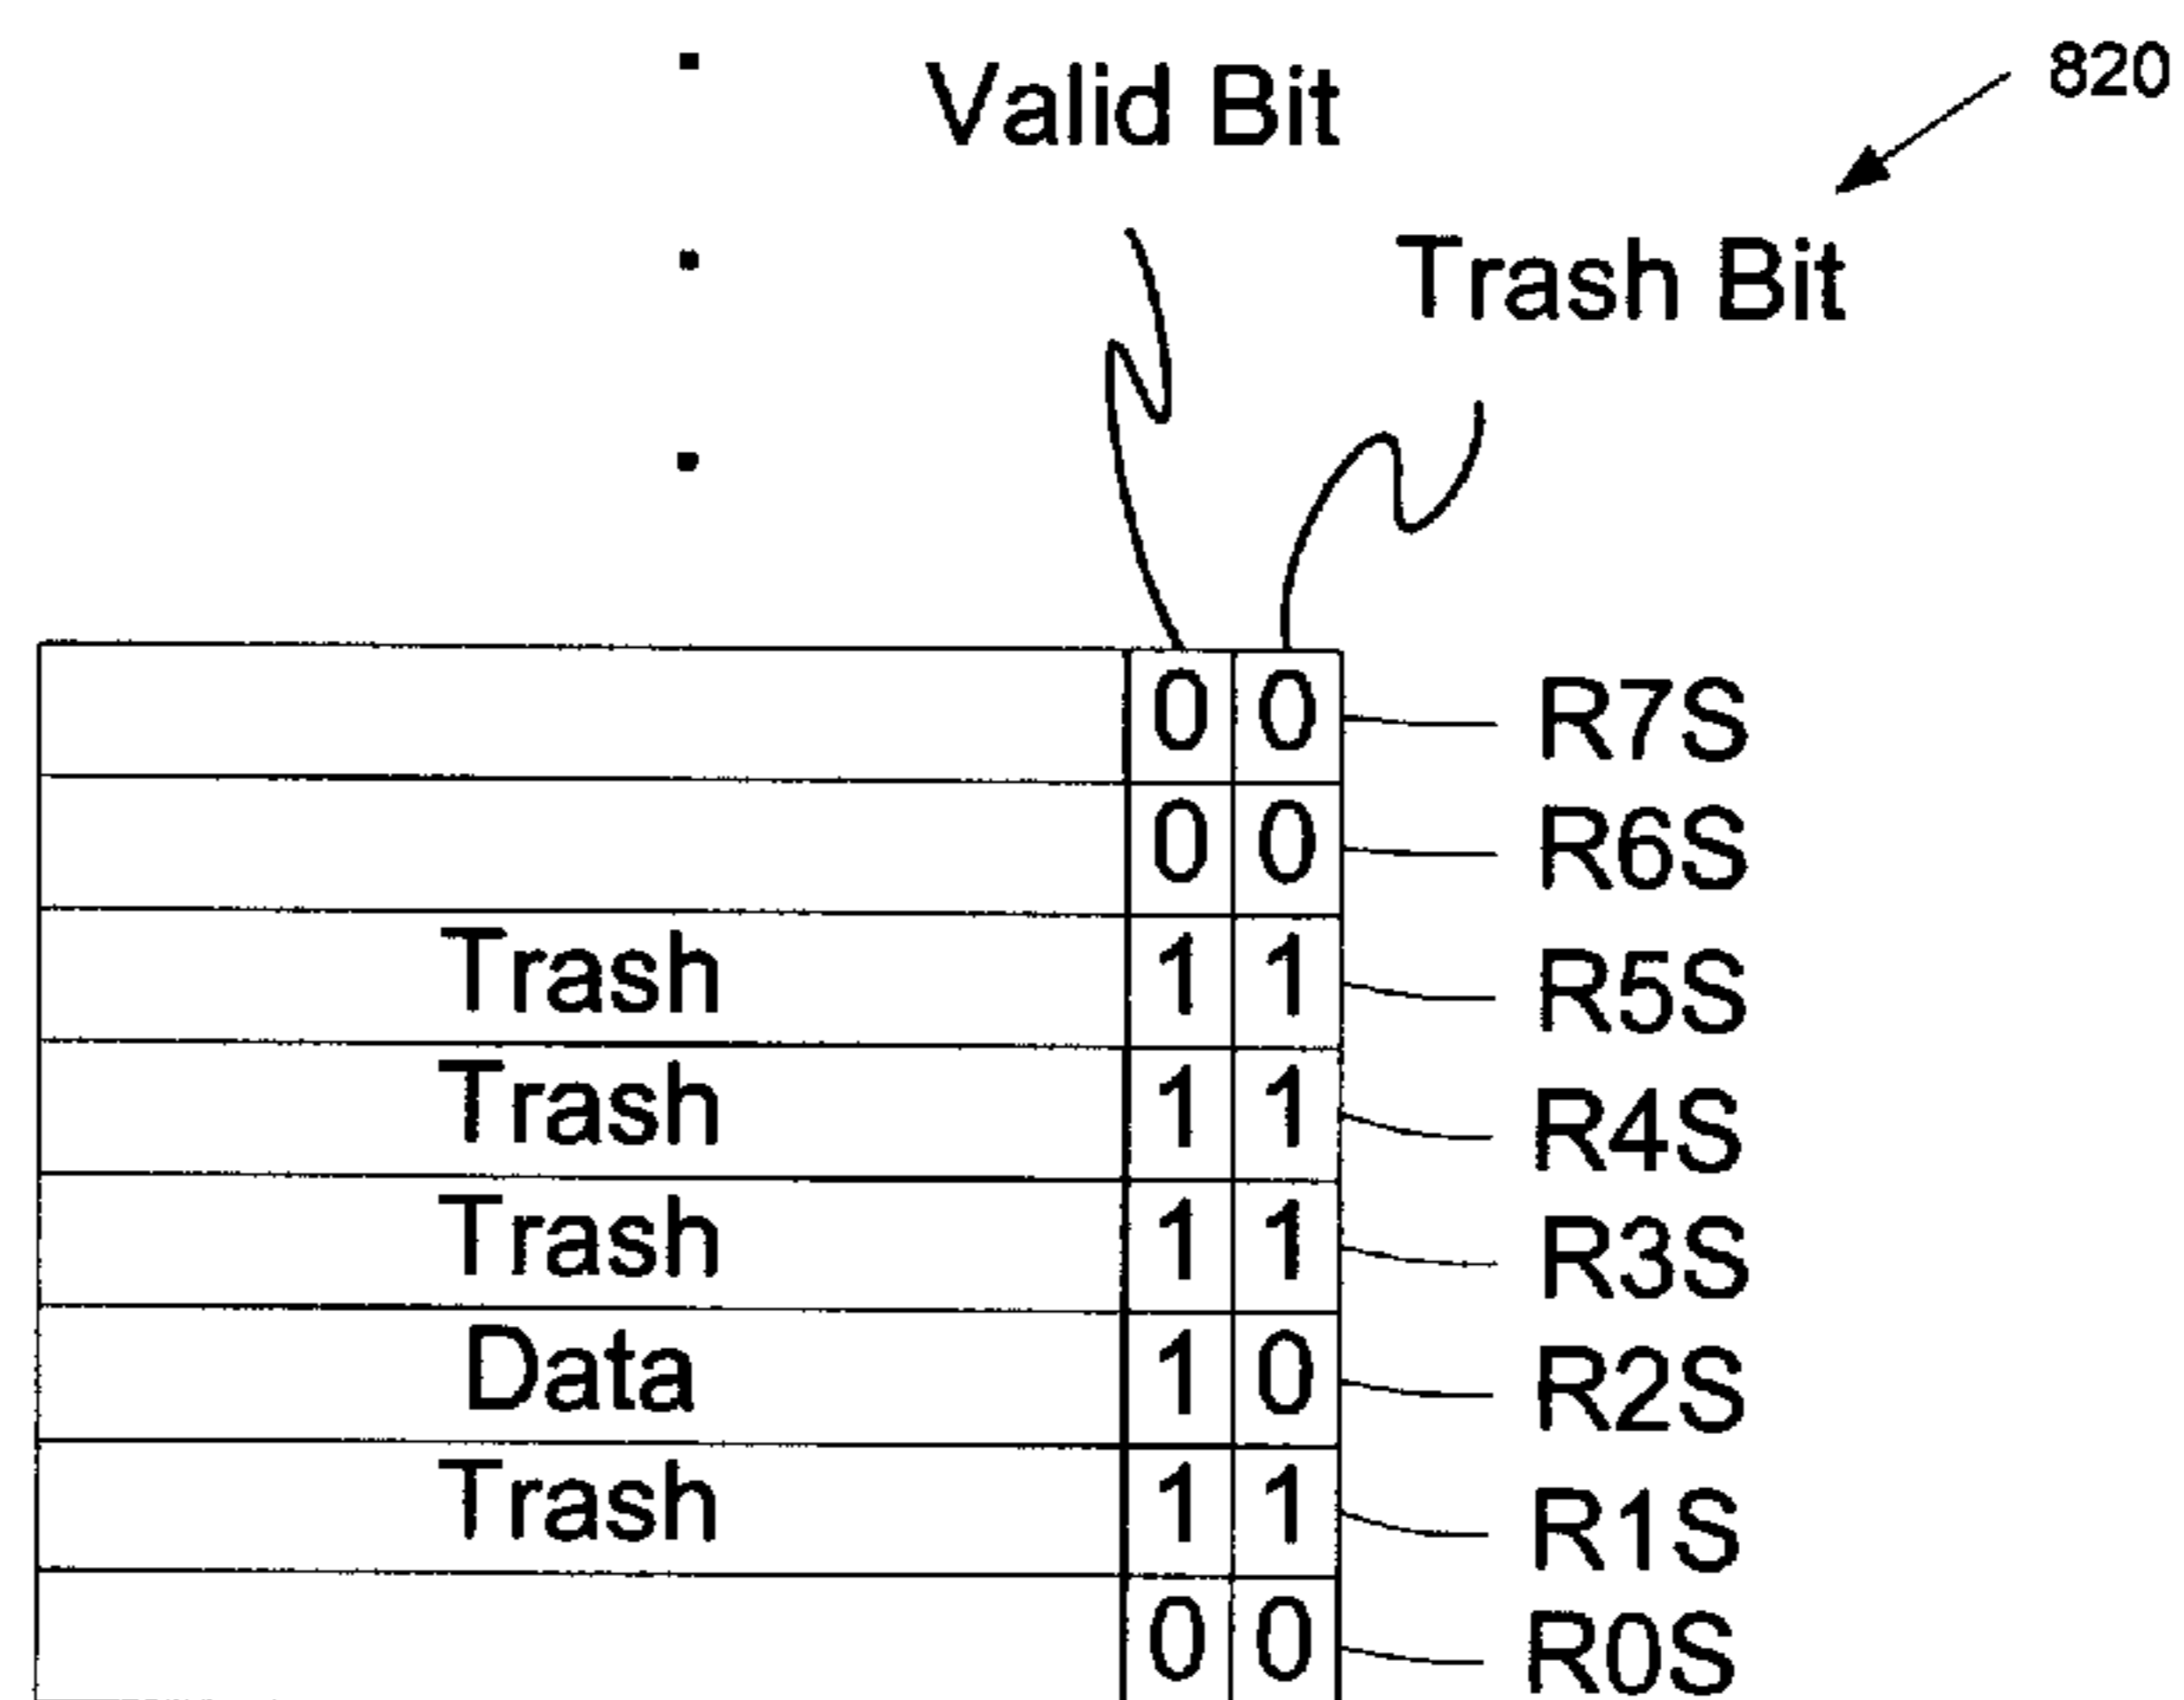 820
Valid Bit
Trash Bit
0 0 R7S
0 0 R6S
Trash 1 1 R5S
Trash 1 1 R4S
Trash 1 1 R3S
Data 1 0 R2S
Trash 1 1 R1S
0 0 R0S